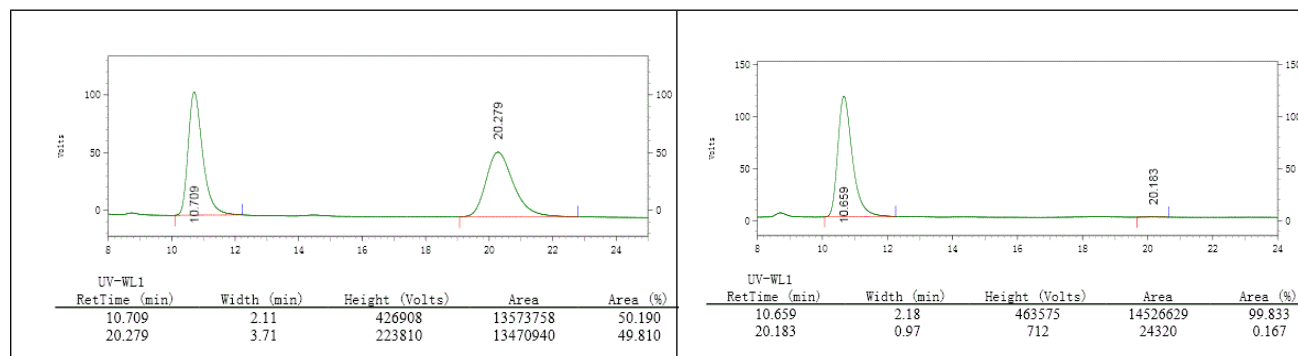 100
50
0
Volts
10.709
20.279
100
50
0
8 10 12 14 16 18 20 22 24
UV-WL1
RetTime (min) Width (min) Height (Volts) Area Area (%)
10.709 2.11 426908 13573758 50.190
20.279 3.71 223810 13470940 49.810
150
100
50
0
Volts
10.659
20.183
150
100
50
0
8 10 12 14 16 18 20 22 24
UV-WL1
RetTime (min) Width (min) Height (Volts) Area Area (%)
10.659 2.18 463575 14526629 99.833
20.183 0.97 712 24320 0.167